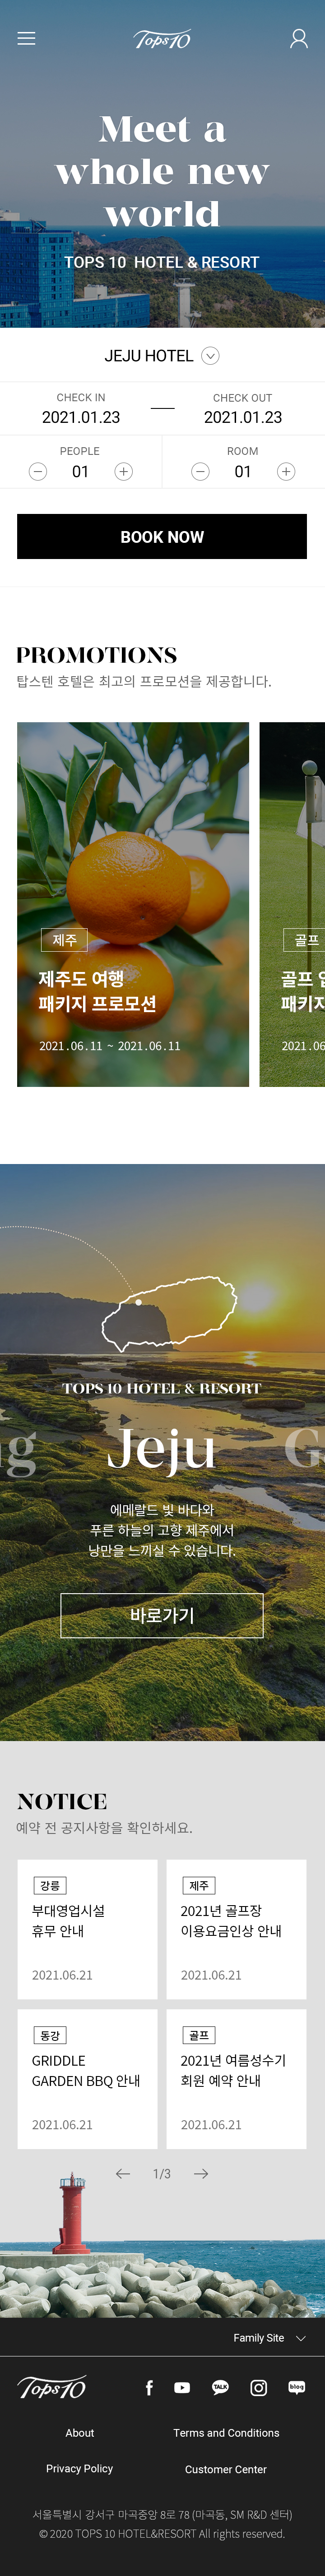 Tops10
Meet a
whole new
world
TOPS 10 HOTEL & RESORT
JEJU HOTEL
CHECK IN
CHECK OUT
2021.01.23
2021.01.23
PEOPLE
ROOM
01
01
BOOK NOW
PROMOTIONS
탑스텐 호텔은 최고의 프로모션을 제공합니다.
제주
제주도 여행
패키지 프로모션
2021.06.11 ~ 2021.06.11
골프
골프
패키지
2021.06
TOPS 10 HOTEL & RESORT
g
Jeju
G
에메랄드 빛 바다와
푸른 하늘의 고향 제주에서
낭만을 느끼실 수 있습니다.
바로가기
NOTICE
예약 전 공지사항을 확인하세요.
강릉
부대영업시설
휴무 안내
2021.06.21
제주
2021년 골프장
이용요금인상 안내
2021.06.21
동강
GRIDDLE
GARDEN BBQ 안내
2021.06.21
골프
2021년 여름성수기
회원 예약 안내
2021.06.21
1/3
Family Site
Tops10
TALK
blog
About
Terms and Conditions
Privacy Policy
Customer Center
서울특별시 강서구 마곡중앙 8로 78 (마곡동, SM R&D 센터)
© 2020 TOPS 10 HOTEL&RESORT All rights reserved.